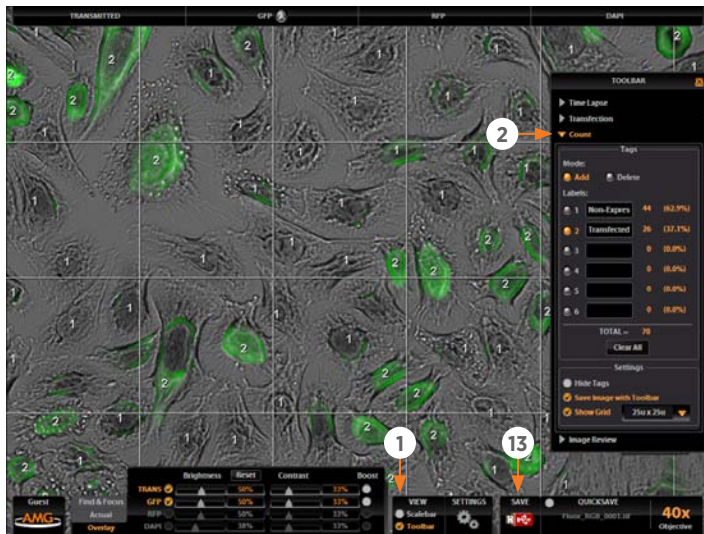 TRANSMITTED GFP RFP DAPI
TOOLBAR
Time Lapse
Transfection
2 Count
Tags
Mode:
Add Delete
Labels:
1 Non-Expres 44 (62.9%)
2 Transfected 26 (37.1%)
3 0 (0.0%)
4 0 (0.0%)
5 0 (0.0%)
6 0 (0.0%)
TOTAL = 70
Clear All
Settings
Hide Tags
Save Image with Toolbar
Show Grid 25u x 25u
Image Review
1 13
Guest
AMG
Find & Focus
Actual
Overlay
Brightness Reset Contrast Boost
TRANS 50% 33%
GFP 50% 33%
RFP 50% 33%
DAPI 38% 33%
VIEW
Scalebar
Toolbar
SETTINGS
SAVE
QUICKSAVE
40x
Objective